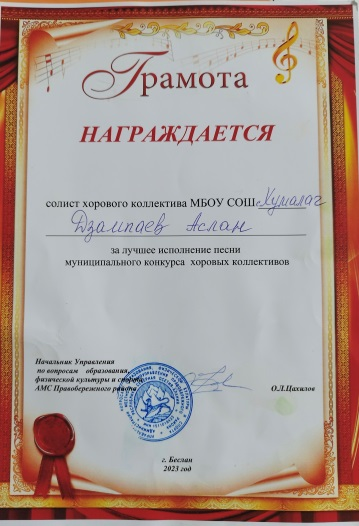 Грамота
НАГРАЖДАЕТСЯ
солист хорового коллектива МБОУ СОШ Хумалаг
Дзампаев Аслан
за лучшее исполнение песни
муниципального конкурса хоровых коллективов
Начальник Управления
по вопросам образования,
физической культуры и спорта
АМС Правобережного района О.Л.Цахилов
г. Беслан
2023 год